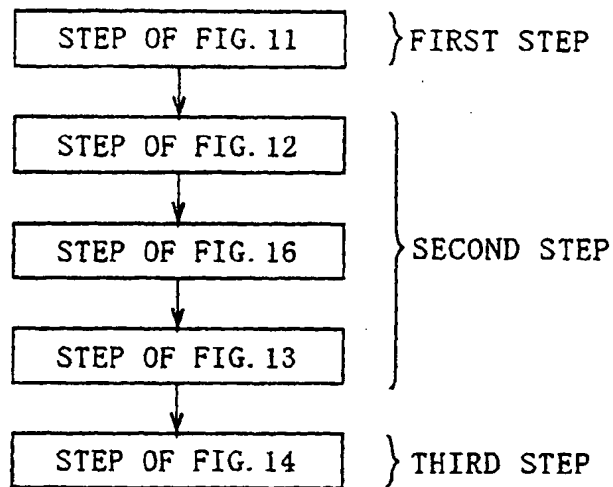 STEP OF FIG. 11
FIRST STEP
STEP OF FIG. 12
STEP OF FIG. 16
SECOND STEP
STEP OF FIG. 13
STEP OF FIG. 14
THIRD STEP